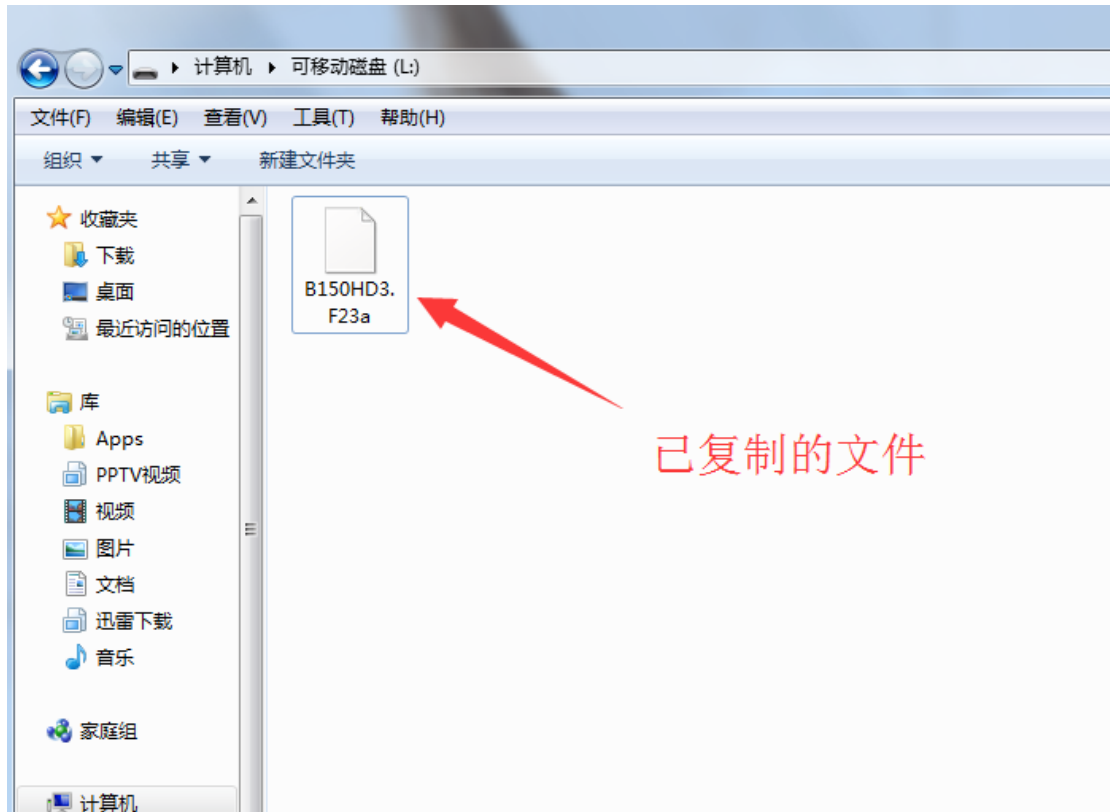 计算机 可移动磁盘 (L:)
文件(F) 编辑(E) 查看(V) 工具(T) 帮助(H)
组织 共享 新建文件夹
收藏夹
下载
桌面
最近访问的位置
库
Apps
PPTV视频
视频
图片
文档
迅雷下载
音乐
家庭组
计算机
B150HD3.
F23a
已复制的文件